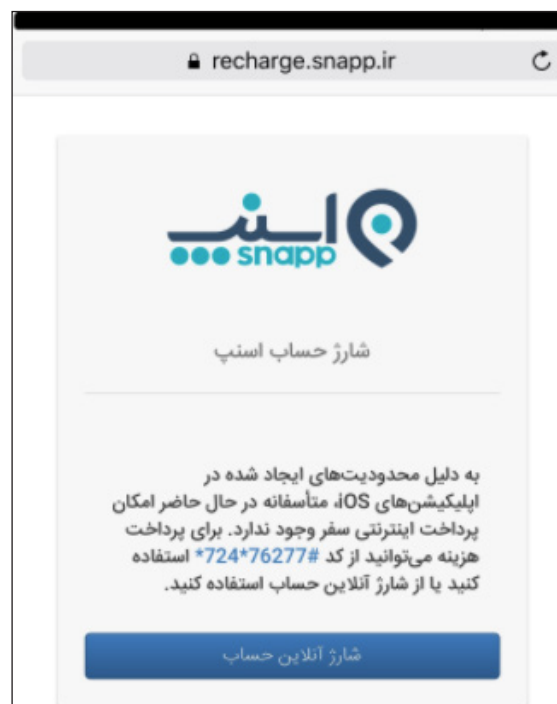 recharge.snapp.ir
اسنپ
snapp
شارژ حساب اسنپ
به دلیل محدودیت‌های ایجاد شده در
اپلیکیشن‌های iOS، متأسفانه در حال حاضر امکان
پرداخت اینترنتی سفر وجود ندارد. برای پرداخت
هزینه می‌توانید از کد #76277*724* استفاده
کنید یا از شارژ آنلاین حساب استفاده کنید.
شارژ آنلاین حساب